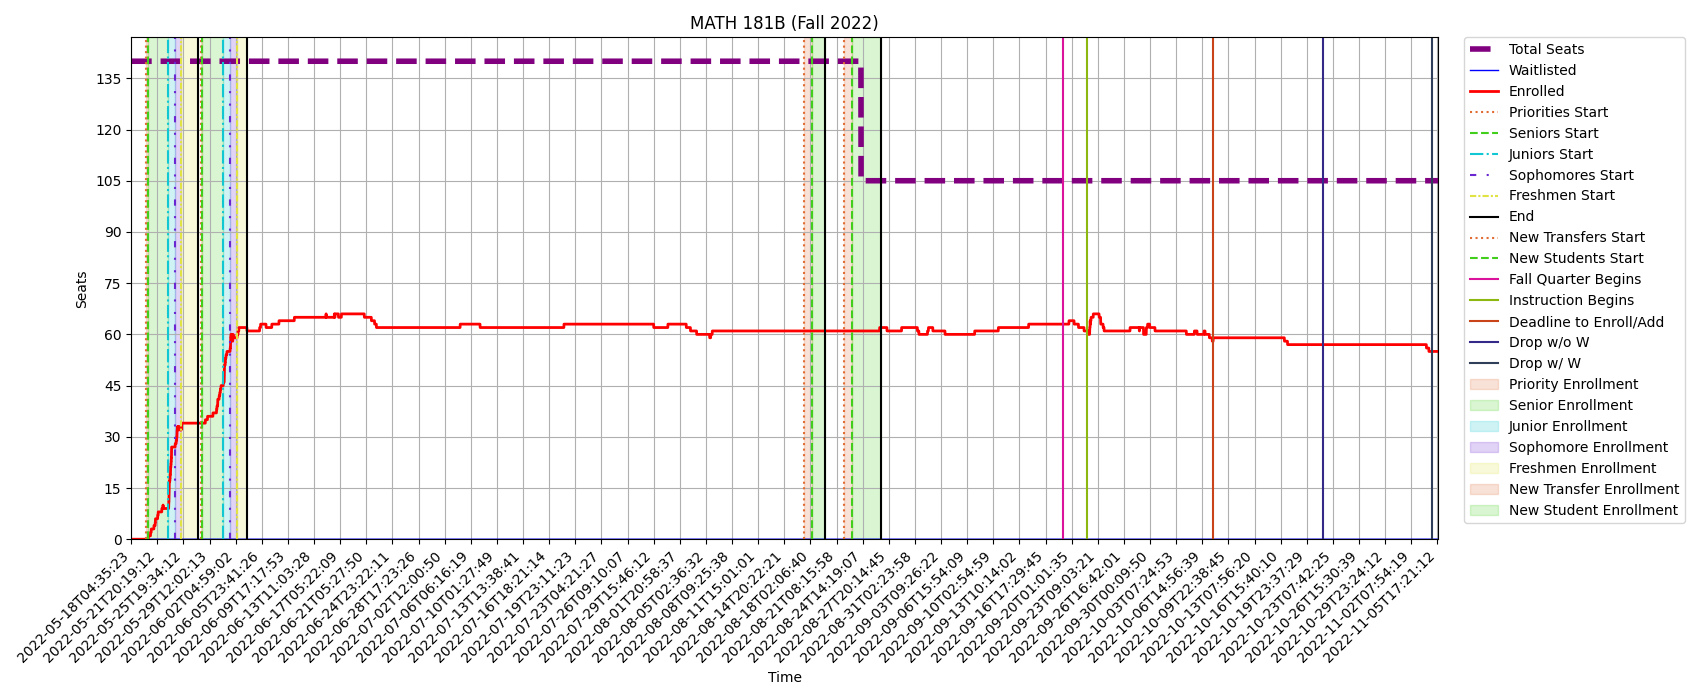 MATH 181B (Fall 2022)
Seats
135
120
105
90
75
60
45
30
15
0
2022-05-18T04:35:23
2022-05-21T20:19:12
2022-05-25T19:34:12
2022-05-29T12:02:13
2022-06-02T04:59:02
2022-06-05T23:41:26
2022-06-09T17:17:53
2022-06-13T11:03:28
2022-06-17T05:22:09
2022-06-21T05:27:50
2022-06-24T23:22:11
2022-06-28T17:23:26
2022-07-02T12:00:50
2022-07-06T06:16:19
2022-07-10T01:27:49
2022-07-13T13:38:41
2022-07-16T18:21:14
2022-07-19T23:11:23
2022-07-23T04:21:27
2022-07-26T09:10:07
2022-07-29T15:46:12
2022-08-01T20:58:37
2022-08-05T02:36:32
2022-08-08T09:25:38
2022-08-11T15:01:01
2022-08-14T20:22:21
2022-08-18T02:06:40
2022-08-21T08:15:58
2022-08-24T14:19:07
2022-08-27T20:14:45
2022-08-31T02:23:58
2022-09-03T09:26:22
2022-09-06T15:54:09
2022-09-10T02:54:59
2022-09-13T10:14:02
2022-09-16T17:29:45
2022-09-20T01:01:35
2022-09-23T09:03:21
2022-09-26T16:42:01
2022-09-30T00:09:50
2022-10-03T07:24:53
2022-10-06T14:56:39
2022-10-09T22:38:45
2022-10-13T07:56:20
2022-10-16T15:40:10
2022-10-19T23:37:29
2022-10-23T07:42:25
2022-10-26T15:30:39
2022-10-29T23:24:12
2022-11-02T07:54:19
2022-11-05T17:21:12
Time
Total Seats
Waitlisted
Enrolled
Priorities Start
Seniors Start
Juniors Start
Sophomores Start
Freshmen Start
End
New Transfers Start
New Students Start
Fall Quarter Begins
Instruction Begins
Deadline to Enroll/Add
Drop w/o W
Drop w/ W
Priority Enrollment
Senior Enrollment
Junior Enrollment
Sophomore Enrollment
Freshmen Enrollment
New Transfer Enrollment
New Student Enrollment